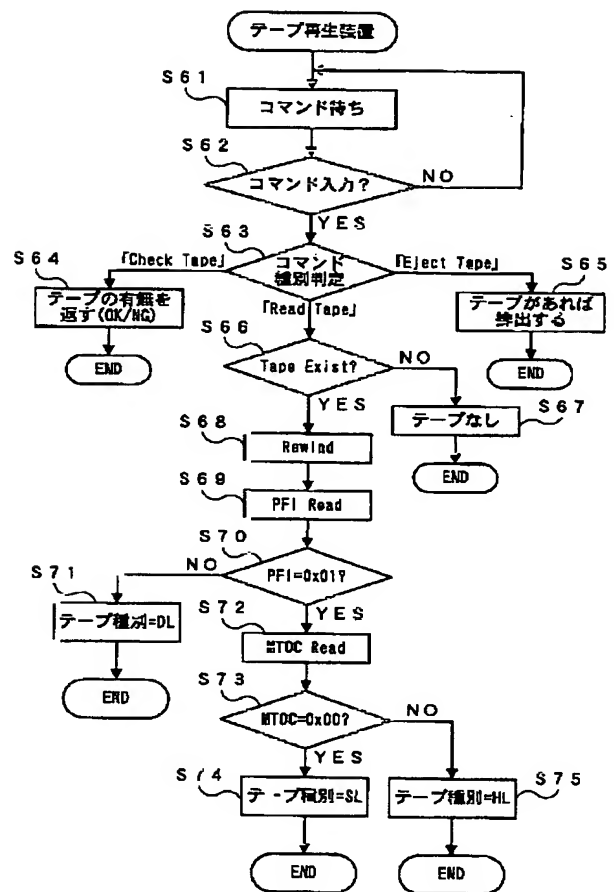 テープ再生装置
S61
コマンド待ち
S62
コマンド入力?
NO
YES
S63
コマンド
種別判定
「Check Tape」
「Eject Tape」
「Read Tape」
S64
テープの有無を
返す(OK/NG)
END
S65
テープがあれば
排出する
END
S66
Tape Exist?
NO
YES
S67
テープなし
END
S68
Rewind
S69
PFI Read
S70
PFI=0x01?
NO
YES
S71
テープ種別=DL
END
S72
MTOC Read
S73
MTOC=0x00?
NO
YES
S74
テープ種別=SL
END
S75
テープ種別=HL
END